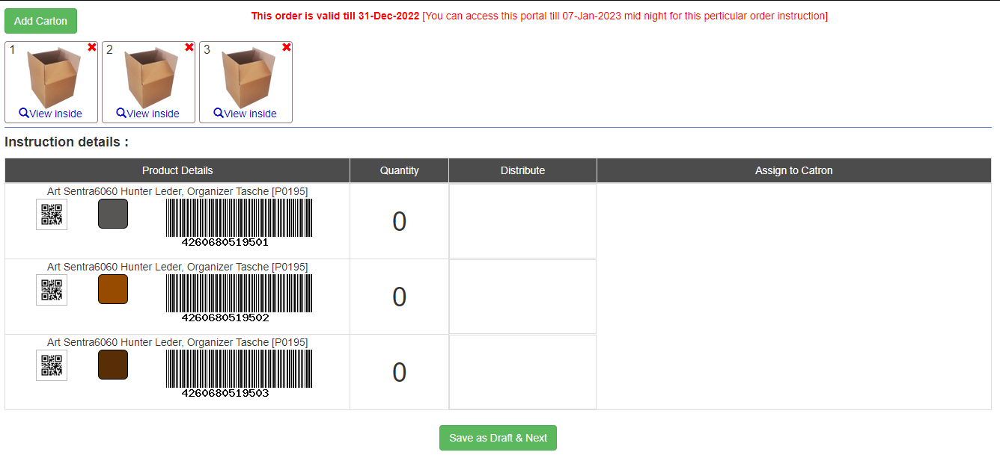 Add Carton
This order is valid till 31-Dec-2022 [You can access this portal till 07-Jan-2023 mid night for this perticular order instruction]
1 2 3
View inside View inside View inside
Instruction details :
Product Details Quantity Distribute Assign to Catron
Art Sentra6060 Hunter Leder, Organizer Tasche [P0195]
0
4260680519501
Art Sentra6060 Hunter Leder, Organizer Tasche [P0195]
0
4260680519502
Art Sentra6060 Hunter Leder, Organizer Tasche [P0195]
0
4260680519503
Save as Draft & Next